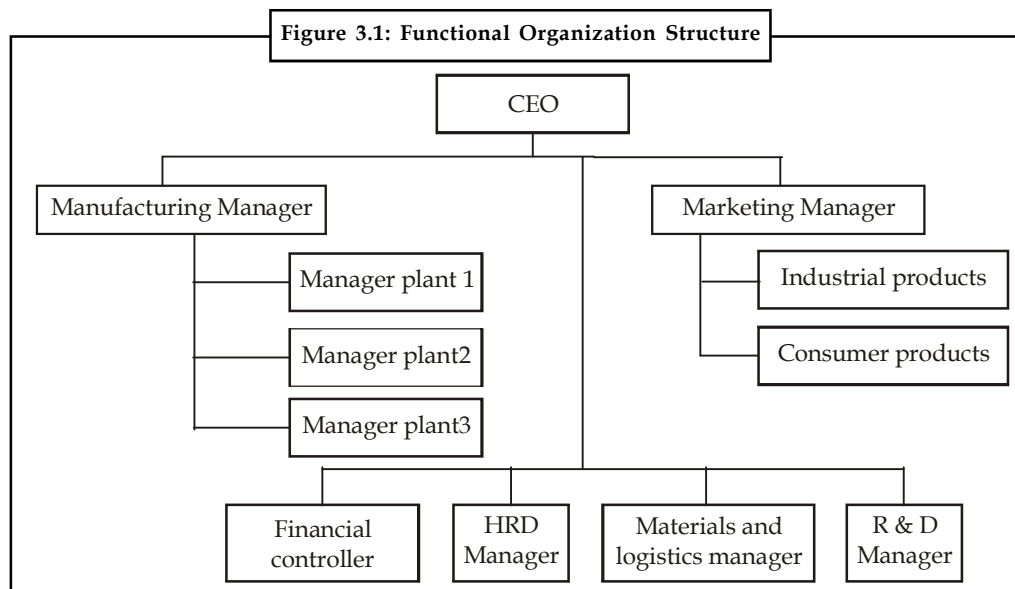 Figure 3.1: Functional Organization Structure
CEO
Manufacturing Manager
Marketing Manager
Manager plant 1
Industrial products
Manager plant2
Consumer products
Manager plant3
Financial
controller
HRD
Manager
Materials and
logistics manager
R & D
Manager